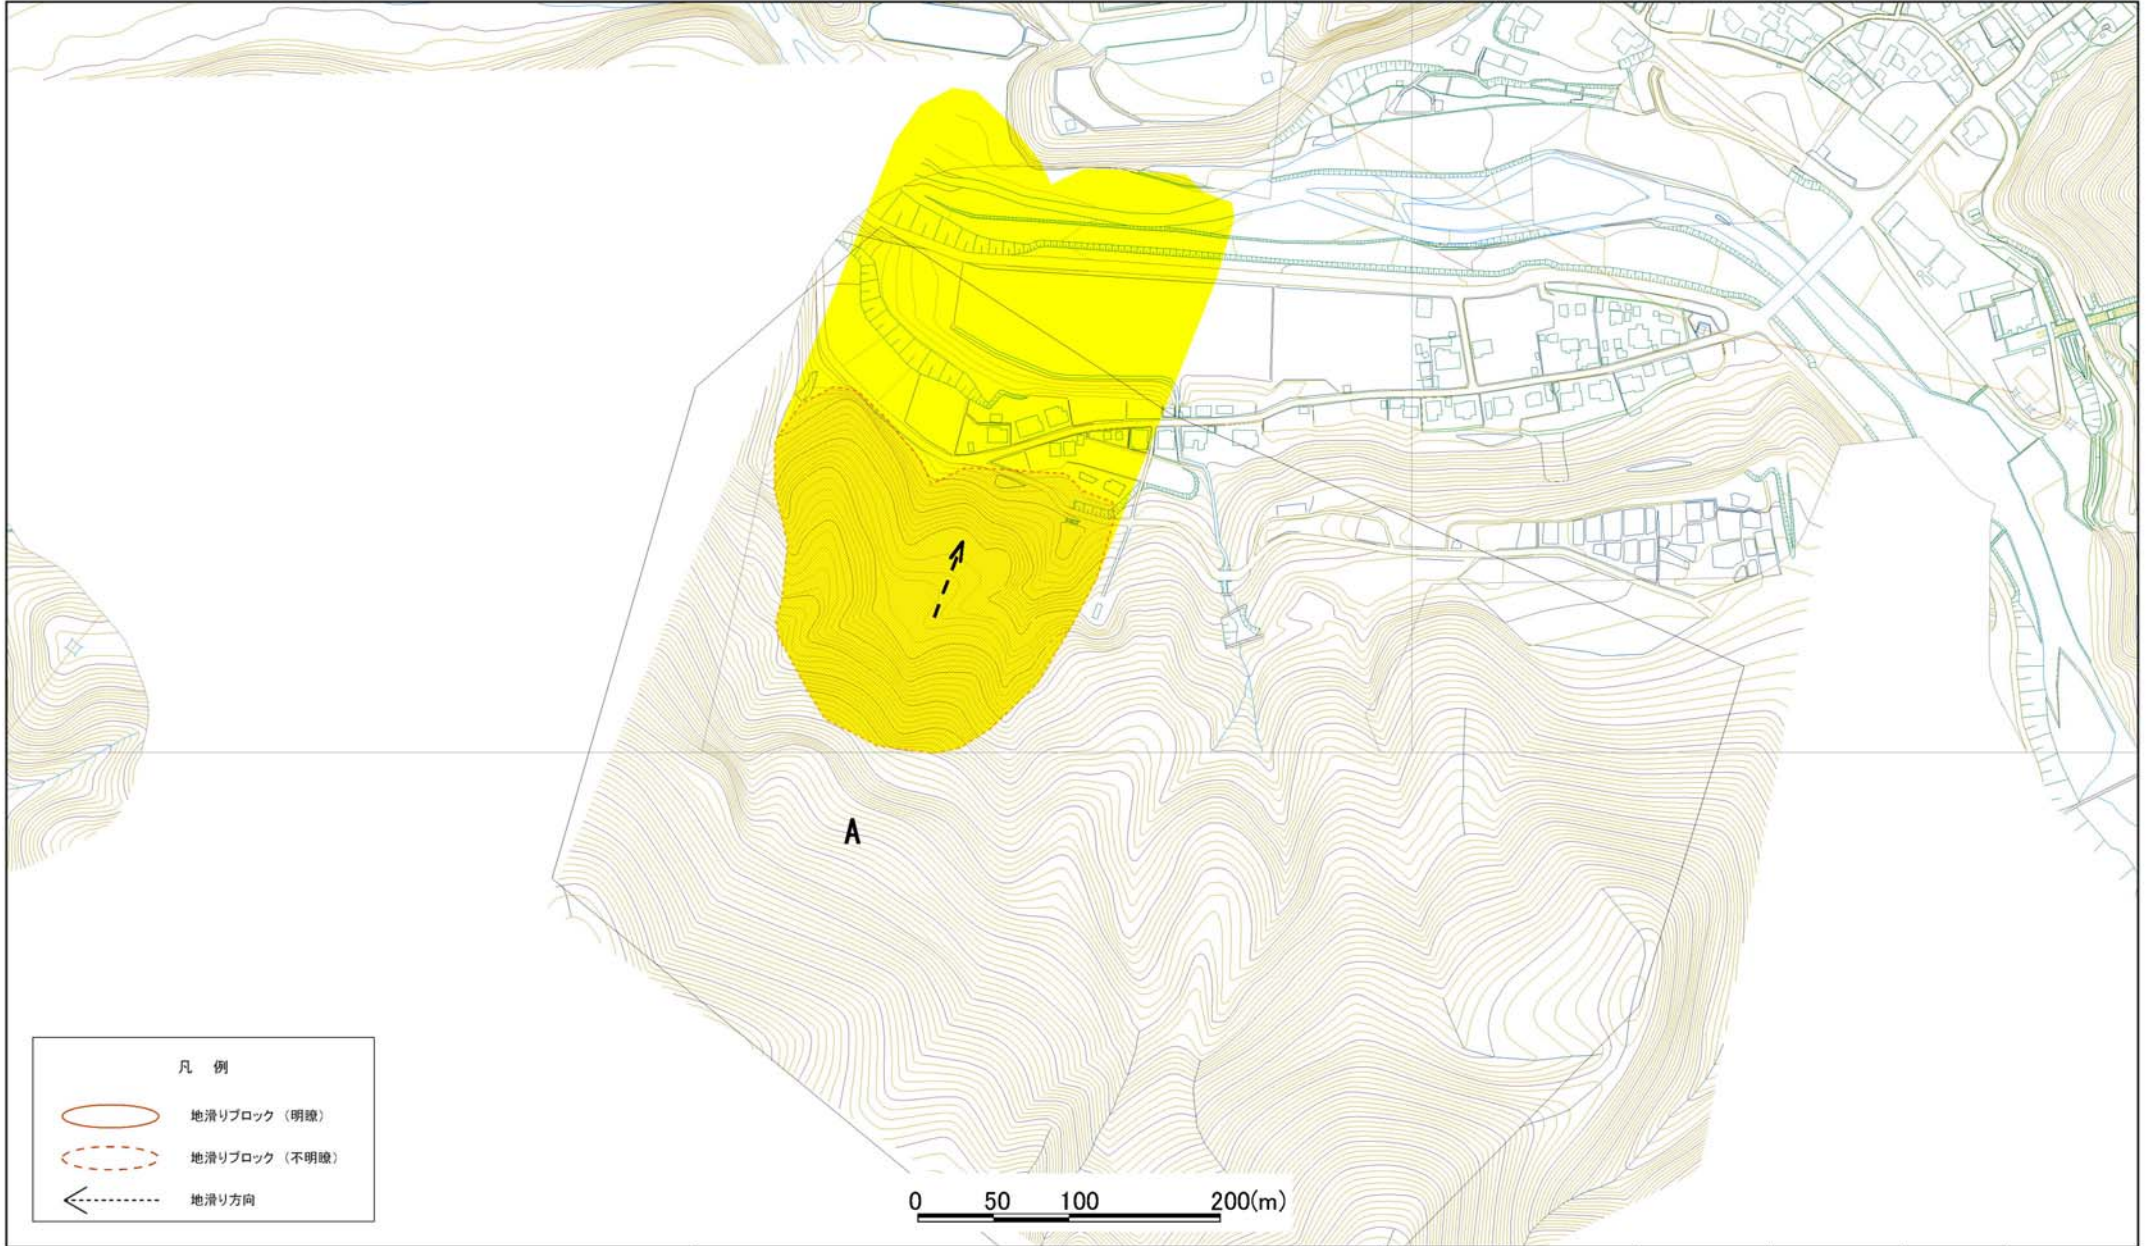 A
凡 例
地滑りブロック (明瞭)
地滑りブロック (不明瞭)
地滑り方向
0 50 100 200(m)